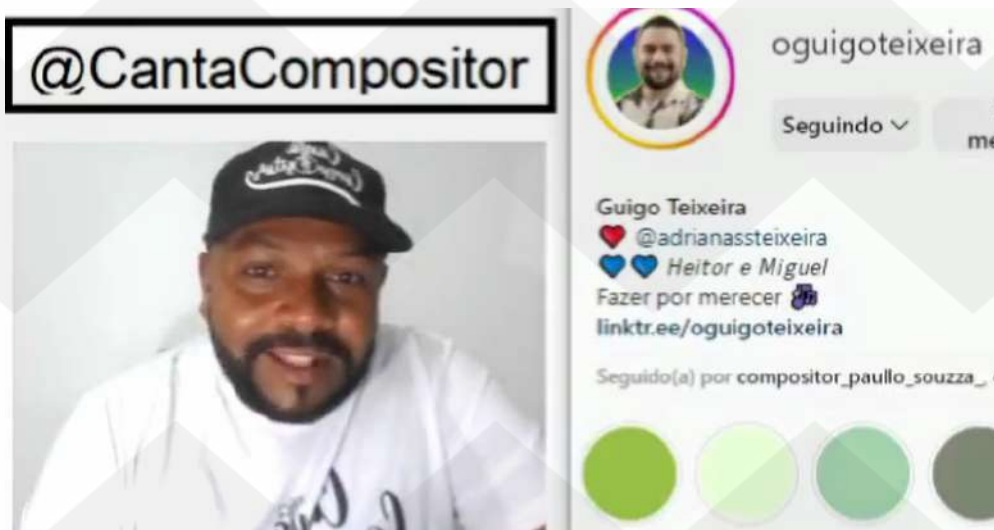 @CantaCompositor
oguigoteixeira
Seguindo
Guigo Teixeira
@adrianassteixeira
Heitor e Miguel
Fazer por merecer
linktr.ee/oguigoteixeira
Seguido(a) por compositor_paullo_souzza_,